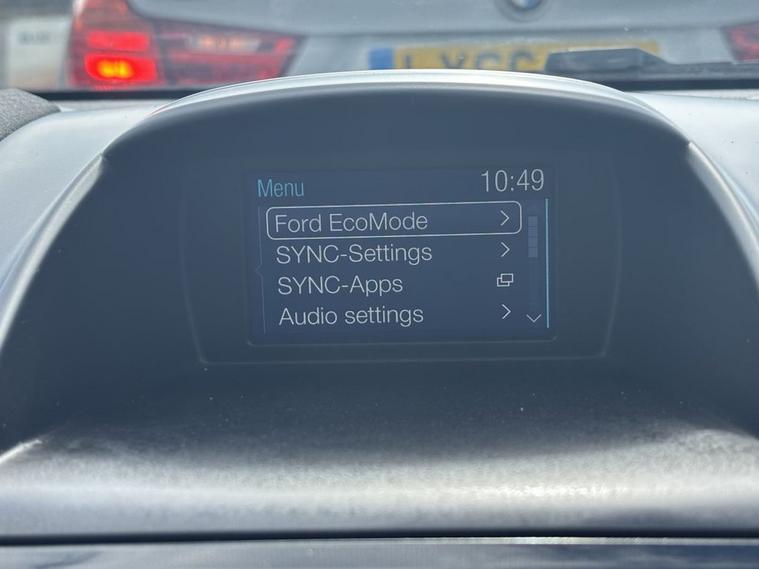 Menu 10:49
Ford EcoMode
SYNC-Settings
SYNC-Apps
Audio settings